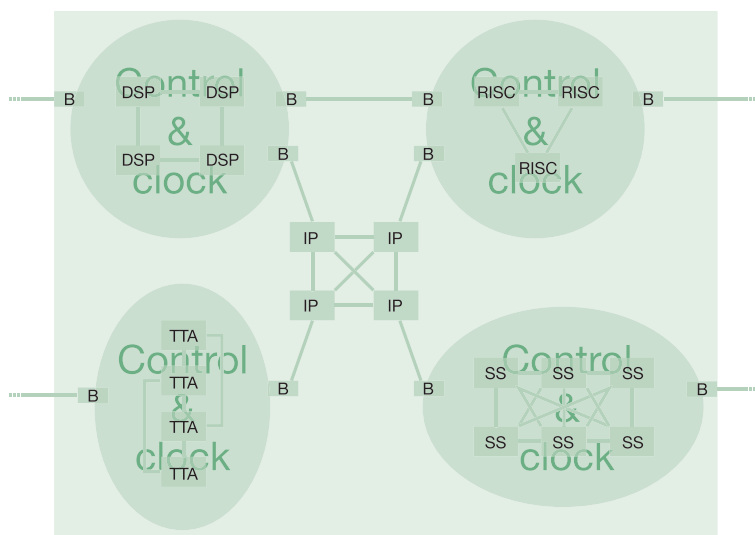 Control
&
clock
DSP DSP
DSP DSP
B
B
B
Control
&
clock
RISC RISC
RISC
B
B
B
IP IP
IP IP
Control
&
clock
TTA
TTA
TTA
TTA
B
B
Control
&
clock
SS SS SS
SS SS SS
B
B